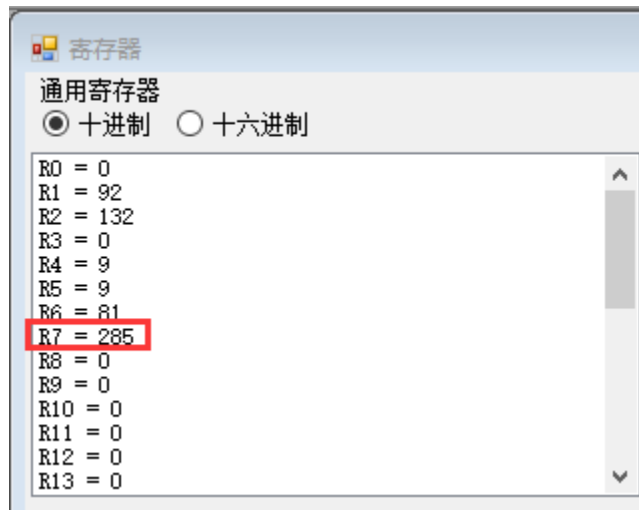 寄存器
通用寄存器
十进制 十六进制
R0 = 0
R1 = 92
R2 = 132
R3 = 0
R4 = 9
R5 = 9
R6 = 81
R7 = 285
R8 = 0
R9 = 0
R10 = 0
R11 = 0
R12 = 0
R13 = 0